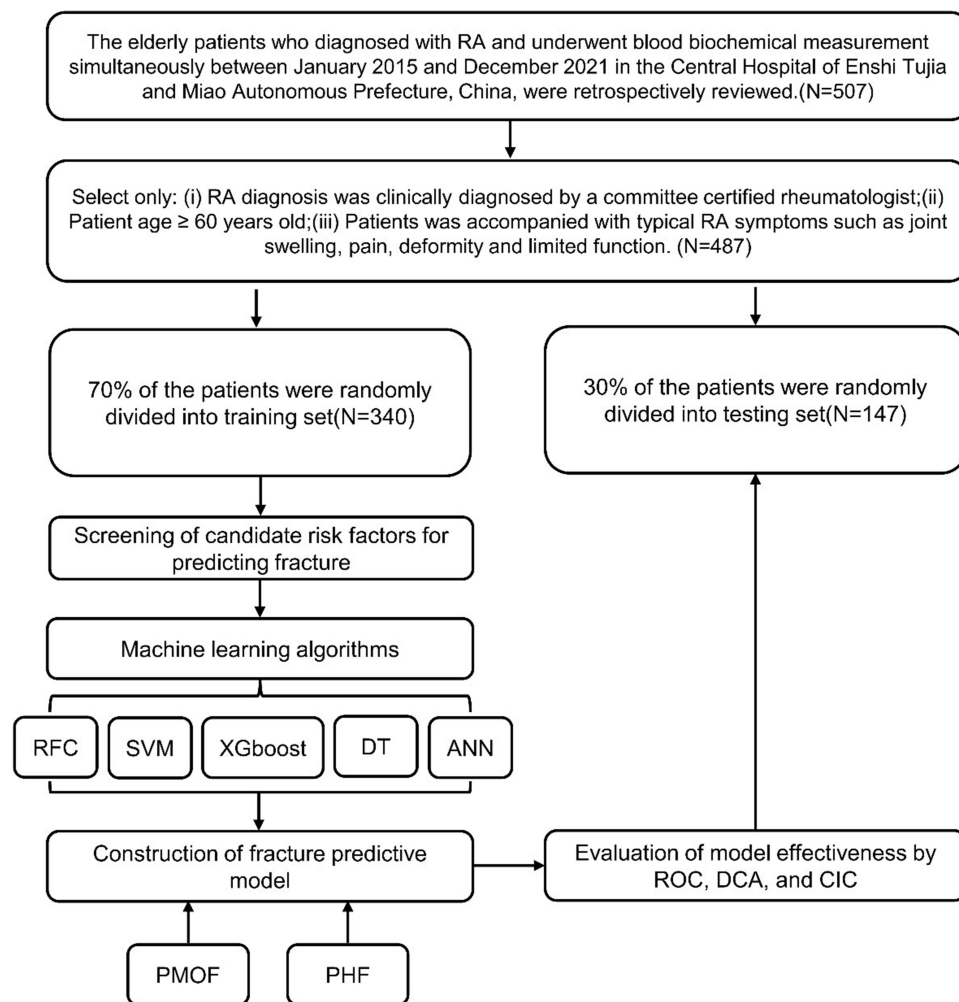 The elderly patients who diagnosed with RA and underwent blood biochemical measurement
simultaneously between January 2015 and December 2021 in the Central Hospital of Enshi Tujia
and Miao Autonomous Prefecture, China, were retrospectively reviewed.(N=507)
Select only: (i) RA diagnosis was clinically diagnosed by a committee certified rheumatologist;(ii)
Patient age ≥ 60 years old;(iii) Patients was accompanied with typical RA symptoms such as joint
swelling, pain, deformity and limited function. (N=487)
70% of the patients were randomly
divided into training set(N=340)
30% of the patients were randomly
divided into testing set(N=147)
Screening of candidate risk factors for
predicting fracture
Machine learning algorithms
RFC
SVM
XGboost
DT
ANN
Construction of fracture predictive
model
Evaluation of model effectiveness by
ROC, DCA, and CIC
PMOF
PHF